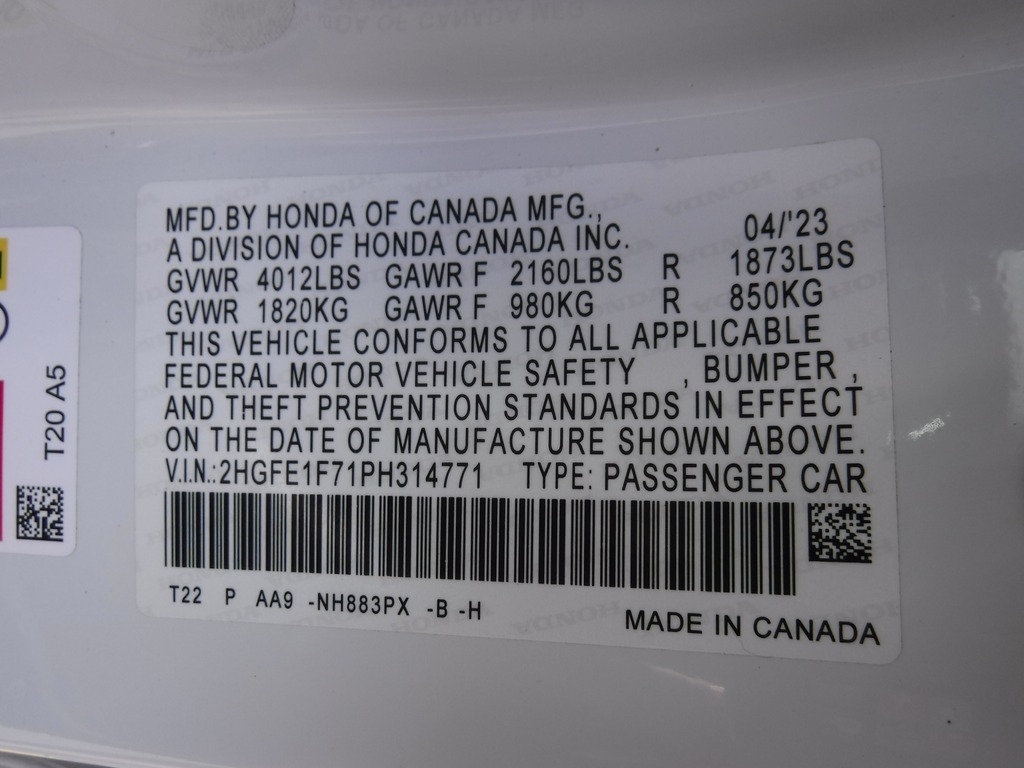 MFD.BY HONDA OF CANADA MFG.,
A DIVISION OF HONDA CANADA INC. 04/'23
GVWR 4012LBS GAWR F 2160LBS R 1873LBS
GVWR 1820KG GAWR F 980KG R 850KG
THIS VEHICLE CONFORMS TO ALL APPLICABLE
FEDERAL MOTOR VEHICLE SAFETY , BUMPER ,
AND THEFT PREVENTION STANDARDS IN EFFECT
ON THE DATE OF MANUFACTURE SHOWN ABOVE.
V.I.N.:2HGFE1F71PH314771 TYPE: PASSENGER CAR
T22 P AA9 -NH883PX -B -H
MADE IN CANADA
T20 A5